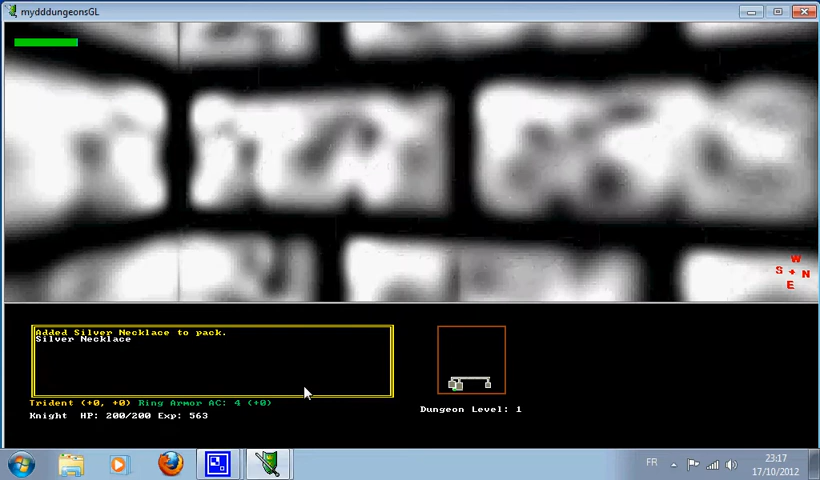 mydddungeonsGL
W
S + N
E
Added Silver Necklace to pack.
Silver Necklace
Trident (+0, +0) Ring Armor AC: 4 (+0)
Knight HP: 200/200 Exp: 563
Dungeon Level: 1
FR
23:17
17/10/2012